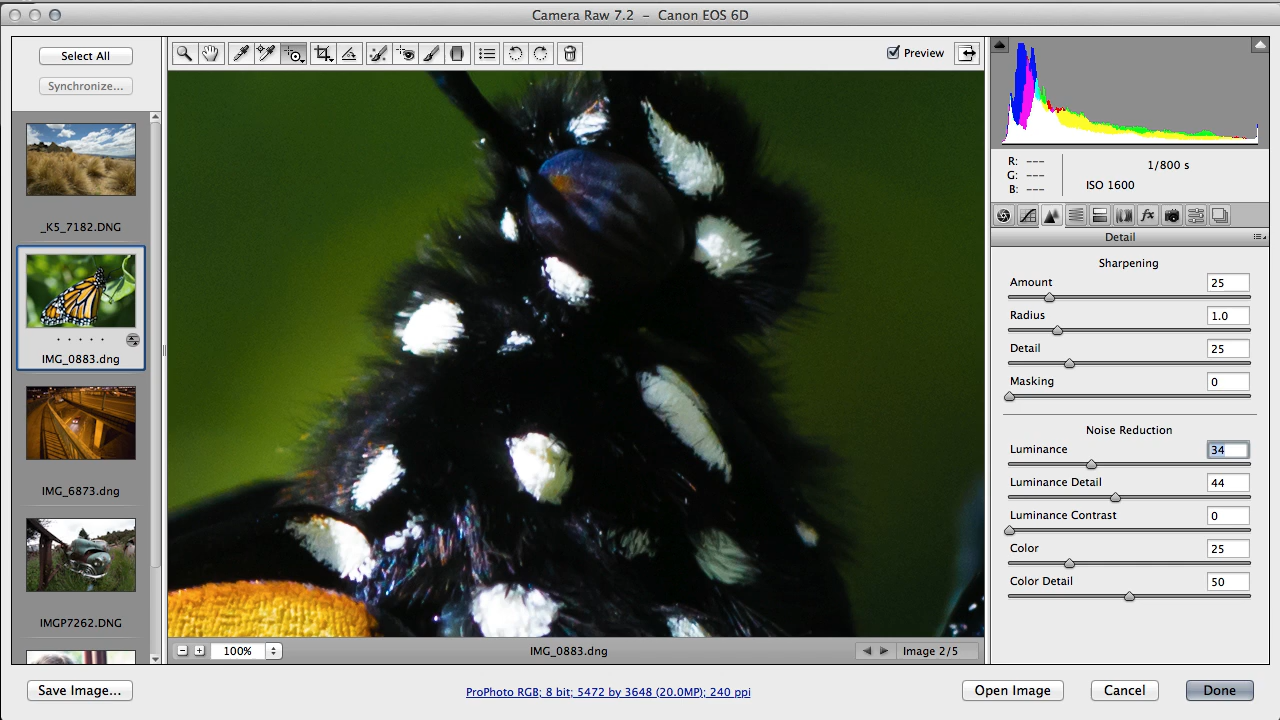 Camera Raw 7.2 – Canon EOS 6D
Select All
Synchronize...
_K5_7182.DNG
IMG_0883.dng
IMG_6873.dng
IMGP7262.DNG
Preview
R: ---
G: ---
B: ---
1/800 s
ISO 1600
fx
Detail
Sharpening
Amount 25
Radius 1.0
Detail 25
Masking 0
Noise Reduction
Luminance 34
Luminance Detail 44
Luminance Contrast 0
Color 25
Color Detail 50
100%
IMG_0883.dng
Image 2/5
Save Image...
ProPhoto RGB; 8 bit; 5472 by 3648 (20.0MP); 240 ppi
Open Image
Cancel
Done